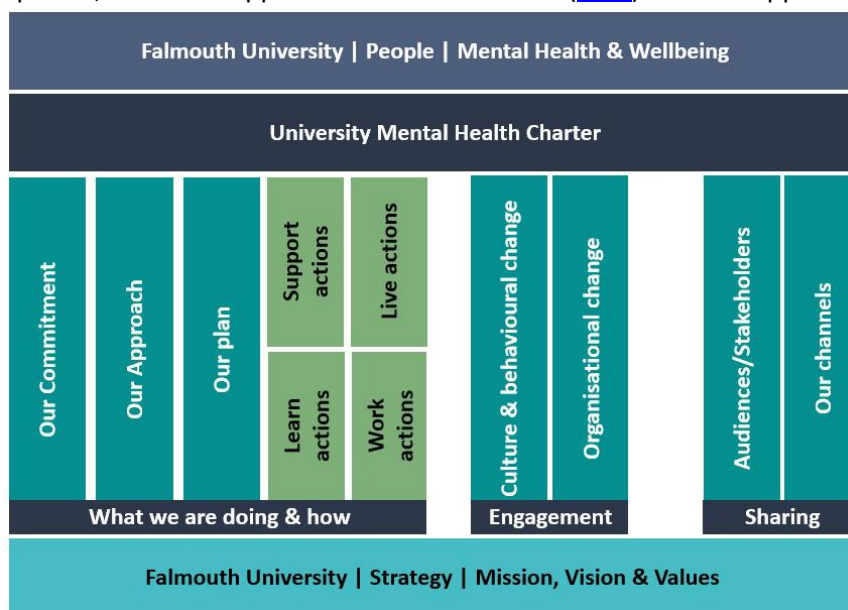 Falmouth University | People | Mental Health & Wellbeing
University Mental Health Charter
Our Commitment
Our Approach
Our plan
Support
actions
Live actions
Learn
actions
Work
actions
Culture & behavioural change
Organisational change
Audiences/Stakeholders
Our channels
What we are doing & how
Engagement
Sharing
Falmouth University | Strategy | Mission, Vision & Values